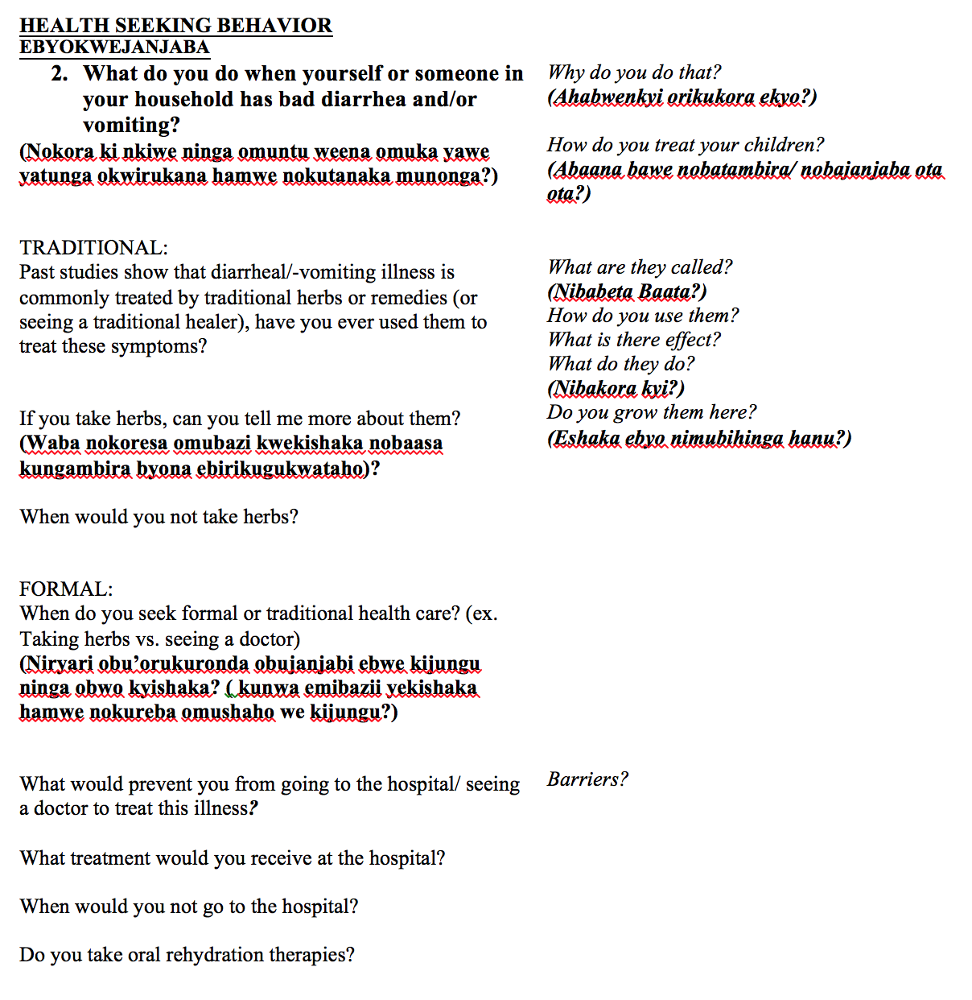 HEALTH SEEKING BEHAVIOR
EBYOKWEJANJABA
2. What do you do when yourself or someone in
your household has bad diarrhea and/or
vomiting?
(Nokora ki nkiwe ninga omuntu weena omuka yawe
yatunga okwirukana hamwe nokutanaka munonga?)
Why do you do that?
(Ahabwenkyi orikukora ekyo?)
How do you treat your children?
(Abaana bawe nobatambira/ nobajanjaba ota
ota?)
TRADITIONAL:
Past studies show that diarrheal/-vomiting illness is
commonly treated by traditional herbs or remedies (or
seeing a traditional healer), have you ever used them to
treat these symptoms?
If you take herbs, can you tell me more about them?
(Waba nokoresa omubazi kwekishaka nobaasa
kungambira byona ebirikugukwataho)?
When would you not take herbs?
What are they called?
(Nibabeta Baata?)
How do you use them?
What is there effect?
What do they do?
(Nibakora kyi?)
Do you grow them here?
(Eshaka ebyo nimubihinga hanu?)
FORMAL:
When do you seek formal or traditional health care? (ex.
Taking herbs vs. seeing a doctor)
(Niryari obu’orukuronda obujanjabi ebwe kijungu
ninga obwo kyishaka? ( kunwa emibazii yekishaka
hamwe nokureba omushaho we kijungu?)
What would prevent you from going to the hospital/ seeing
a doctor to treat this illness?
Barriers?
What treatment would you receive at the hospital?
When would you not go to the hospital?
Do you take oral rehydration therapies?